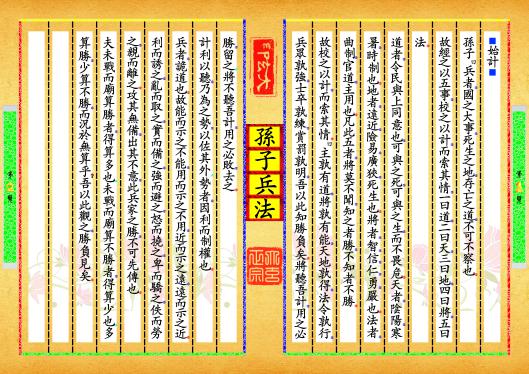 始計
孫子。兵者國之大事死生之地存亡之道不可不察也
故經之以五事校之以計而索其情一曰道二曰天三曰地四曰將五曰
法
道者令民與上同意也可與之死可與之生而不畏危天者陰陽寒
暑時制也地者遠近險易廣狹死生也將者智信仁勇嚴也法者
曲制官道主用也凡此五者將莫不聞知之者勝不知者不勝
故校之以計而索其情。主孰有道將孰有能天地孰得法令孰行
兵眾孰強士卒孰練賞罰孰明吾以此知勝負矣將聽吾計用之必
孫子兵法
勝留之將不聽吾計用之必敗去之
計利以聽乃為之勢以佐其外勢者因利而制權也
兵者詭道也故能而示之不能用而示之不用近而示之遠遠而示之近
利而誘之亂而取之實而備之強而避之怒而撓之卑而驕之佚而勞
之親而離之攻其無備出其不意此兵家之勝不可先傳也
夫未戰而廟算勝者得算多也未戰而廟算不勝者得算少也多
算勝少算不勝而況於無算乎吾以此觀之勝負見矣
第1頁
第2頁